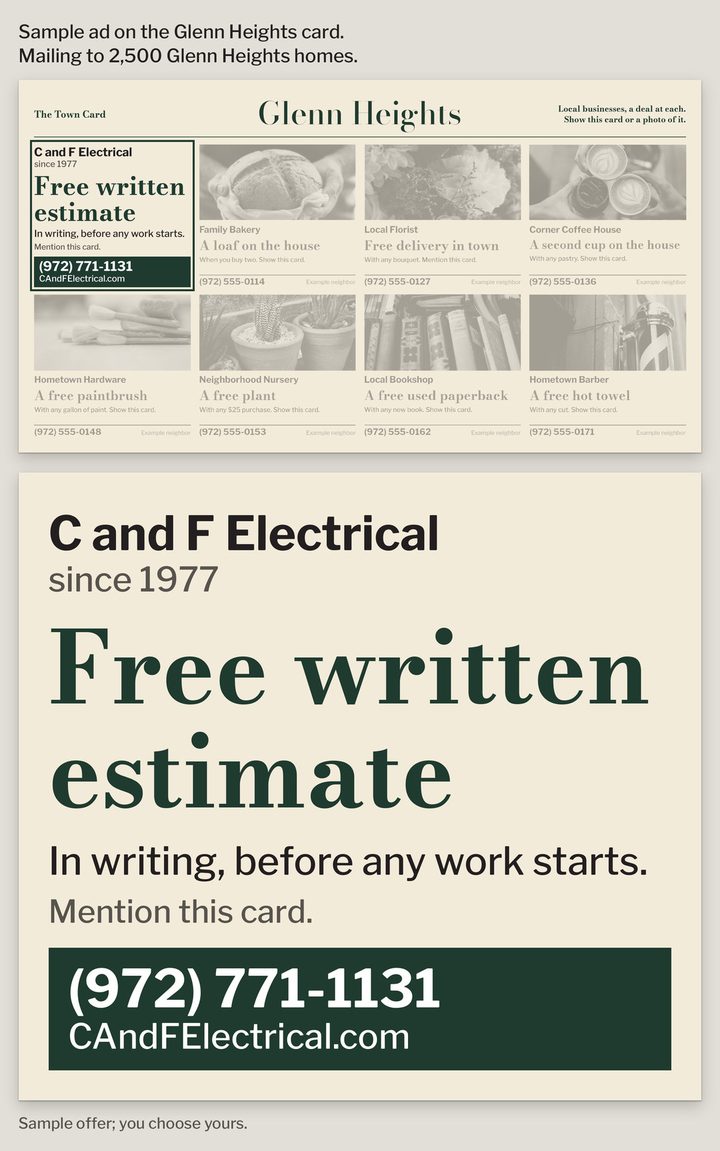 Sample ad on the Glenn Heights card.
Mailing to 2,500 Glenn Heights homes.
The Town Card
Glenn Heights
Local businesses, a deal at each.
Show this card or a photo of it.
C and F Electrical
since 1977
Free written
estimate
In writing, before any work starts.
Mention this card.
(972) 771-1131
CAndFElectrical.com
Family Bakery
A loaf on the house
When you buy two. Show this card.
(972) 555-0114
Example neighbor
Local Florist
Free delivery in town
With any bouquet. Mention this card.
(972) 555-0127
Example neighbor
Corner Coffee House
A second cup on the house
With any pastry. Show this card.
(972) 555-0136
Example neighbor
Hometown Hardware
A free paintbrush
With any gallon of paint. Show this card.
(972) 555-0148
Example neighbor
Neighborhood Nursery
A free plant
With any $25 purchase. Show this card.
(972) 555-0153
Example neighbor
Local Bookshop
A free used paperback
With any new book. Show this card.
(972) 555-0162
Example neighbor
Hometown Barber
A free hot towel
With any cut. Show this card.
(972) 555-0171
Example neighbor
C and F Electrical
since 1977
Free written
estimate
In writing, before any work starts.
Mention this card.
(972) 771-1131
CAndFElectrical.com
Sample offer; you choose yours.